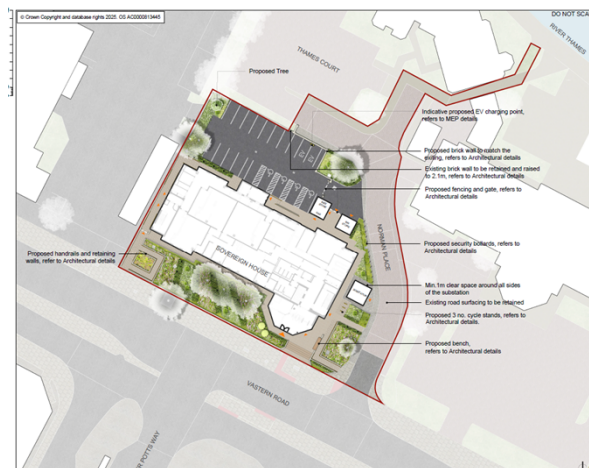 © Crown Copyright and database rights 2025, OS AC0000813445
DO NOT SCA
RIVER THAMES
THAMES COURT
Proposed Tree
Indicative proposed EV charging point,
refers to MEP details
Proposed brick wall to match the
existing, refers to Architectural details
Existing brick wall to be retained and raised
to 2.1m, refers to Architectural details
Proposed fencing and gate, refers to
Architectural details
EV
EV
NORMAN PLACE
SOVEREIGN HOUSE
Proposed security bollards, refers to
Architectural details
Proposed handrails and retaining
walls, refer to Architectural details
Min.1m clear space around all sides
of the substation
Existing road surfacing to be retained
Proposed 3 no. cycle stands, refers to
Architectural details.
Proposed bench,
refers to Architectural details
VASTERN ROAD
R POTTS WAY